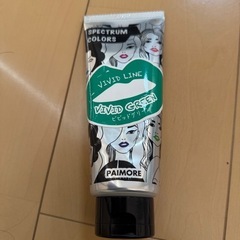 SPECTRUM
COLORS
VIVID LINE
VIVID GREEN
ビビッドグリーン
PAIMORE